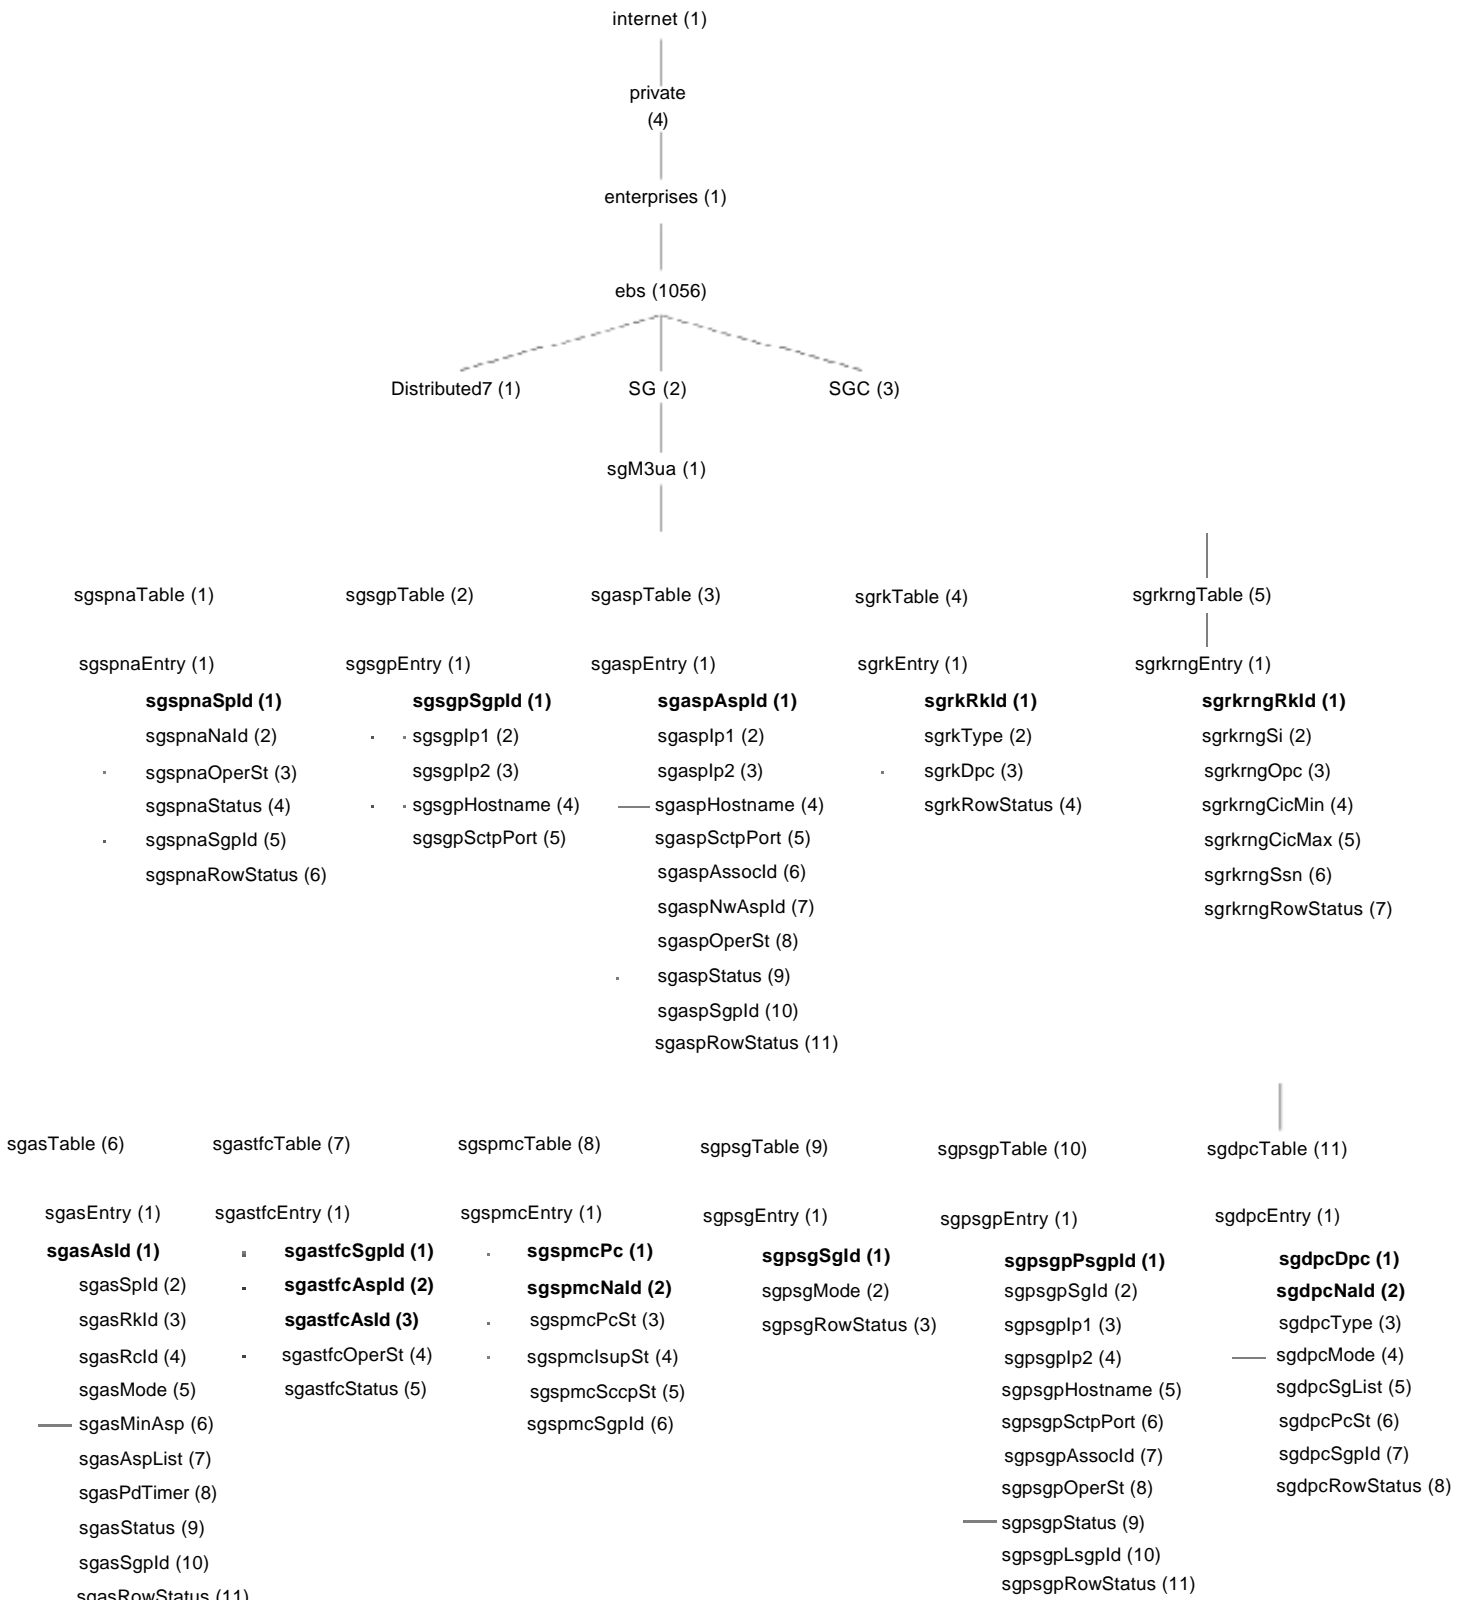 internet (1)
private
(4)
enterprises (1)
ebs (1056)
Distributed7 (1)
SG (2)
SGC (3)
sgM3ua (1)
sgspnaTable (1)
sgspnaEntry (1)
sgspnaSpId (1)
sgspnaNaId (2)
sgspnaOperSt (3)
sgspnaStatus (4)
sgspnaSgpId (5)
sgspnaRowStatus (6)
sgsgpTable (2)
sgsgpEntry (1)
sgsgpSgpId (1)
sgsgpIp1 (2)
sgsgpIp2 (3)
sgsgpHostname (4)
sgsgpSctpPort (5)
sgaspTable (3)
sgaspEntry (1)
sgaspAspId (1)
sgaspIp1 (2)
sgaspIp2 (3)
sgaspHostname (4)
sgaspSctpPort (5)
sgaspAssocId (6)
sgaspNwAspId (7)
sgaspOperSt (8)
sgaspStatus (9)
sgaspSgpId (10)
sgaspRowStatus (11)
sgrkTable (4)
sgrkEntry (1)
sgrkRkId (1)
sgrkType (2)
sgrkDpc (3)
sgrkRowStatus (4)
sgrkrngTable (5)
sgrkrngEntry (1)
sgrkrngRkId (1)
sgrkrngSi (2)
sgrkrngOpc (3)
sgrkrngCicMin (4)
sgrkrngCicMax (5)
sgrkrngSsn (6)
sgrkrngRowStatus (7)
sgasTable (6)
sgasEntry (1)
sgasAsId (1)
sgasSpId (2)
sgasRkId (3)
sgasRcId (4)
sgasMode (5)
sgasMinAsp (6)
sgasAspList (7)
sgasPdTimer (8)
sgasStatus (9)
sgasSgpId (10)
sgasRowStatus (11)
sgastfcTable (7)
sgastfcEntry (1)
sgastfcSgpId (1)
sgastfcAspId (2)
sgastfcAsId (3)
sgastfcOperSt (4)
sgastfcStatus (5)
sgspmcTable (8)
sgspmcEntry (1)
sgspmcPc (1)
sgspmcNaId (2)
sgspmcPcSt (3)
sgspmcIsupSt (4)
sgspmcSccpSt (5)
sgspmcSgpId (6)
sgpsgTable (9)
sgpsgEntry (1)
sgpsgSgId (1)
sgpsgMode (2)
sgpsgRowStatus (3)
sgpsgpTable (10)
sgpsgpEntry (1)
sgpsgpPsgpId (1)
sgpsgpSgId (2)
sgpsgpIp1 (3)
sgpsgpIp2 (4)
sgpsgpHostname (5)
sgpsgpSctpPort (6)
sgpsgpAssocId (7)
sgpsgpOperSt (8)
sgpsgpStatus (9)
sgpsgpLsgpId (10)
sgpsgpRowStatus (11)
sgdpcTable (11)
sgdpcEntry (1)
sgdpcDpc (1)
sgdpcNaId (2)
sgdpcType (3)
sgdpcMode (4)
sgdpcSgList (5)
sgdpcPcSt (6)
sgdpcSgpId (7)
sgdpcRowStatus (8)